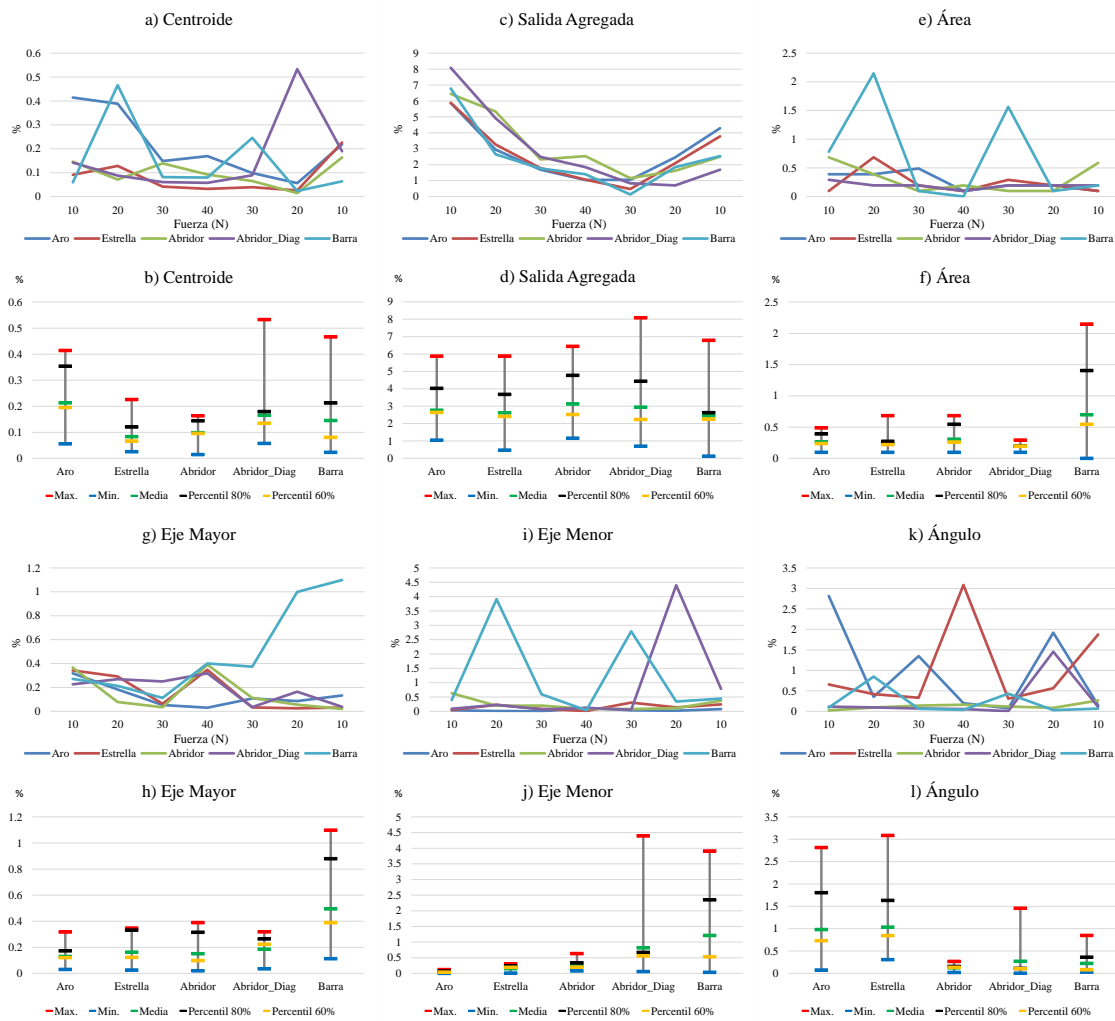 a) Centroide
0.6
0.5
0.4
0.3
0.2
0.1
0
%
10 20 30 40 30 20 10
Fuerza (N)
Aro Estrella Abridor Abridor_Diag Barra
c) Salida Agregada
9
8
7
6
5
4
3
2
1
0
%
10 20 30 40 30 20 10
Fuerza (N)
Aro Estrella Abridor Abridor_Diag Barra
e) Área
2.5
2
1.5
1
0.5
0
%
10 20 30 40 30 20 10
Fuerza (N)
Aro Estrella Abridor Abridor_Diag Barra
%
b) Centroide
0.6
0.5
0.4
0.3
0.2
0.1
0
Aro Estrella Abridor Abridor_Diag Barra
Max. Min. Media Percentil 80% Percentil 60%
%
d) Salida Agregada
9
8
7
6
5
4
3
2
1
0
Aro Estrella Abridor Abridor_Diag Barra
Max. Min. Media Percentil 80% Percentil 60%
%
f) Área
2.5
2
1.5
1
0.5
0
Aro Estrella Abridor Abridor_Diag Barra
Max. Min. Media Percentil 80% Percentil 60%
g) Eje Mayor
1.2
1
0.8
0.6
0.4
0.2
0
%
10 20 30 40 30 20 10
Fuerza (N)
Aro Estrella Abridor Abridor_Diag Barra
i) Eje Menor
5
4.5
4
3.5
3
2.5
2
1.5
1
0.5
0
%
10 20 30 40 30 20 10
Fuerza (N)
Aro Estrella Abridor Abridor_Diag Barra
k) Ángulo
3.5
3
2.5
2
1.5
1
0.5
0
%
10 20 30 40 30 20 10
Fuerza (N)
Aro Estrella Abridor Abridor_Diag Barra
%
h) Eje Mayor
1.2
1
0.8
0.6
0.4
0.2
0
Aro Estrella Abridor Abridor_Diag Barra
Max. Min. Media Percentil 80% Percentil 60%
%
j) Eje Menor
5
4.5
4
3.5
3
2.5
2
1.5
1
0.5
0
Aro Estrella Abridor Abridor_Diag Barra
Max. Min. Media Percentil 80% Percentil 60%
%
l) Ángulo
3.5
3
2.5
2
1.5
1
0.5
0
Aro Estrella Abridor Abridor_Diag Barra
Max. Min. Media Percentil 80% Percentil 60%